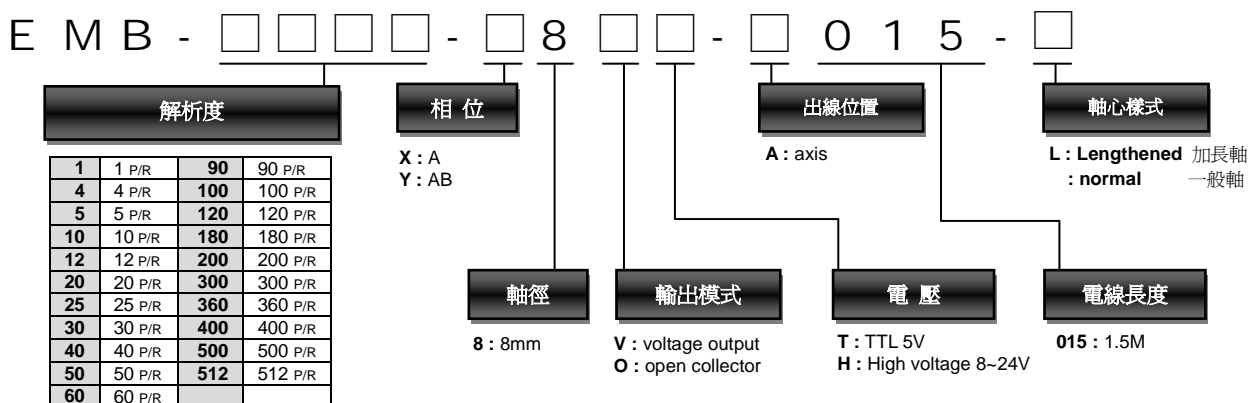 EMB-□□□□-□8□□-□015-□
解析度 相位 出線位置 軸心樣式
X : A
Y : AB
A : axis
L : Lengthened 加長軸
: normal 一般軸
1 1 P/R 90 90 P/R
4 4 P/R 100 100 P/R
5 5 P/R 120 120 P/R
10 10 P/R 180 180 P/R
12 12 P/R 200 200 P/R
20 20 P/R 300 300 P/R
25 25 P/R 360 360 P/R
30 30 P/R 400 400 P/R
40 40 P/R 500 500 P/R
50 50 P/R 512 512 P/R
60 60 P/R
軸徑 輸出模式 電壓 電線長度
8 : 8mm
V : voltage output
O : open collector
T : TTL 5V
H : High voltage 8~24V
015 : 1.5M